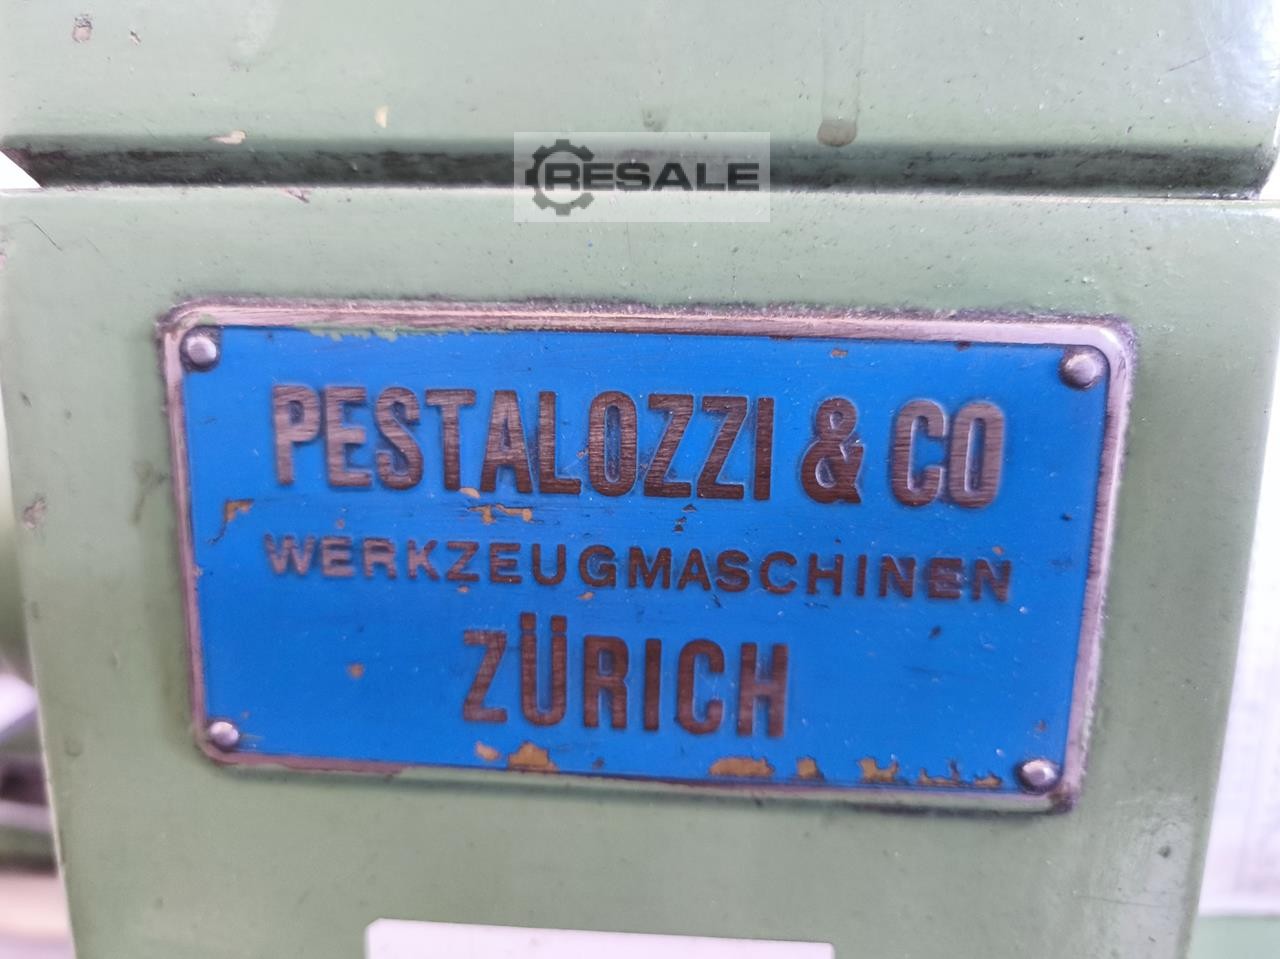 RESALE
PESTALOZZI & CO
WERKZEUGMASCHINEN
ZÜRICH